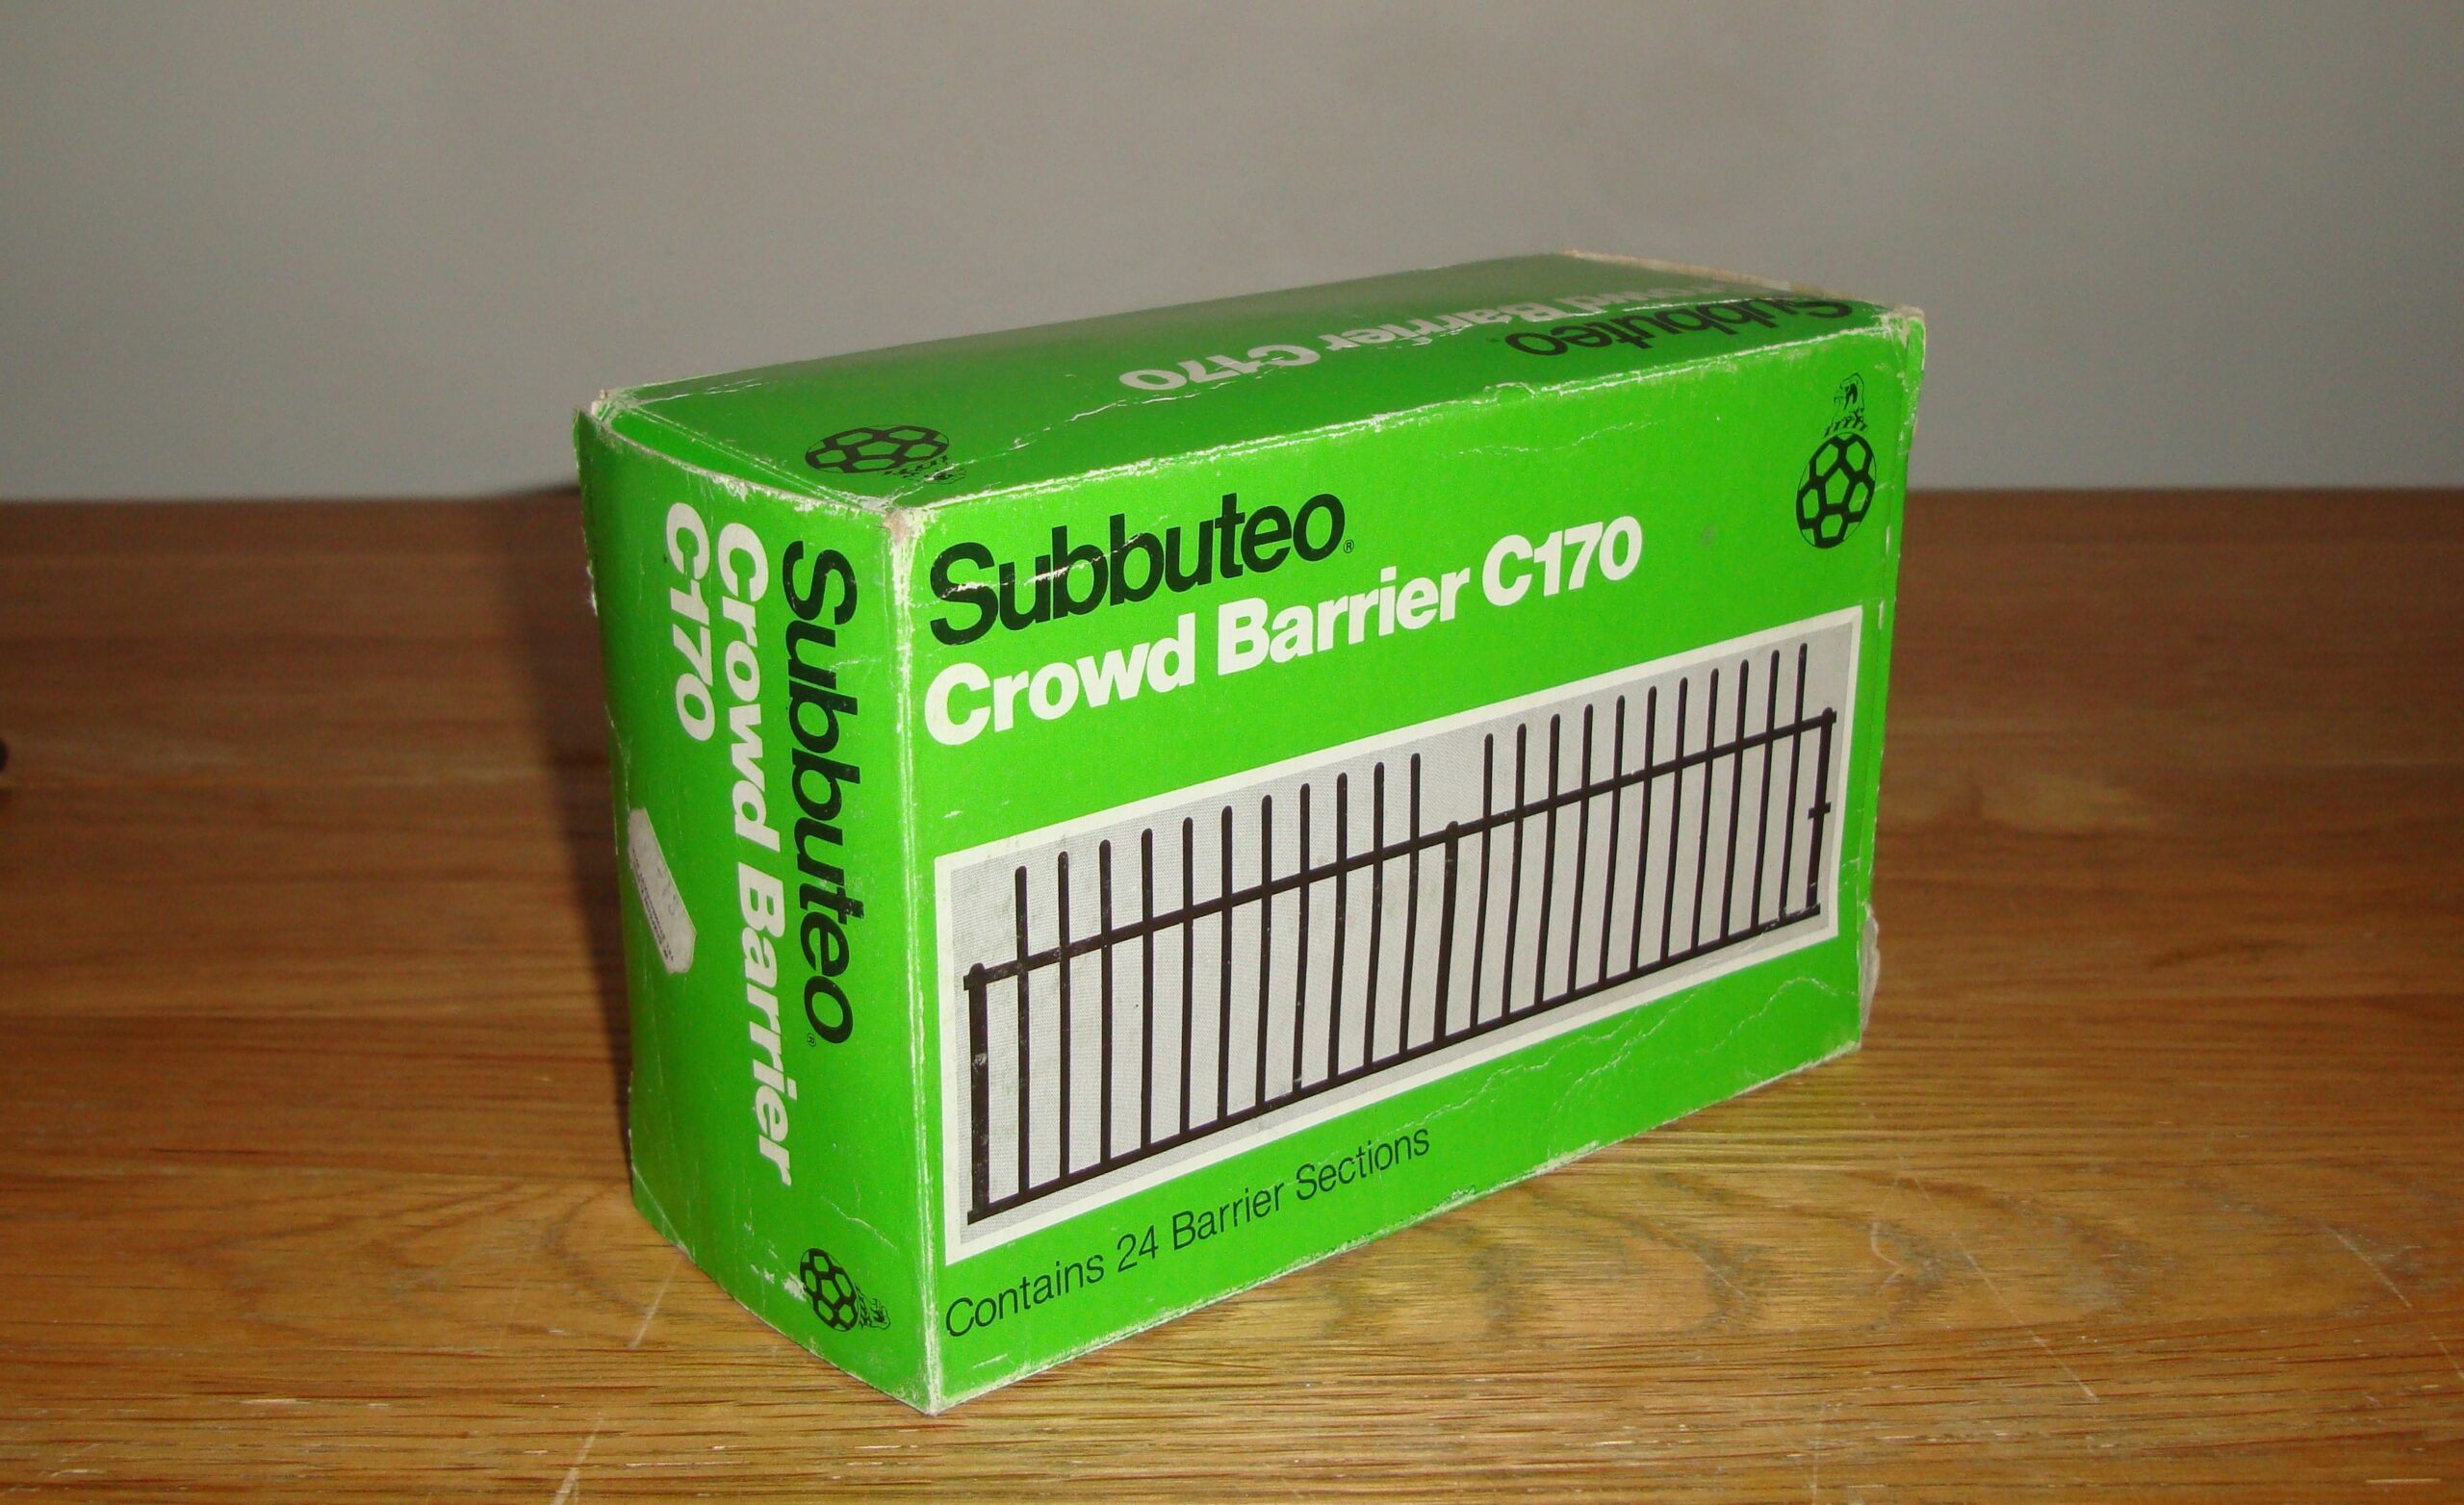 Subbuteo®
Crowd Barrier C170
Contains 24 Barrier Sections
Subbuteo®
Crowd Barrier
C170
Subbuteo
Crowd Barrier C170